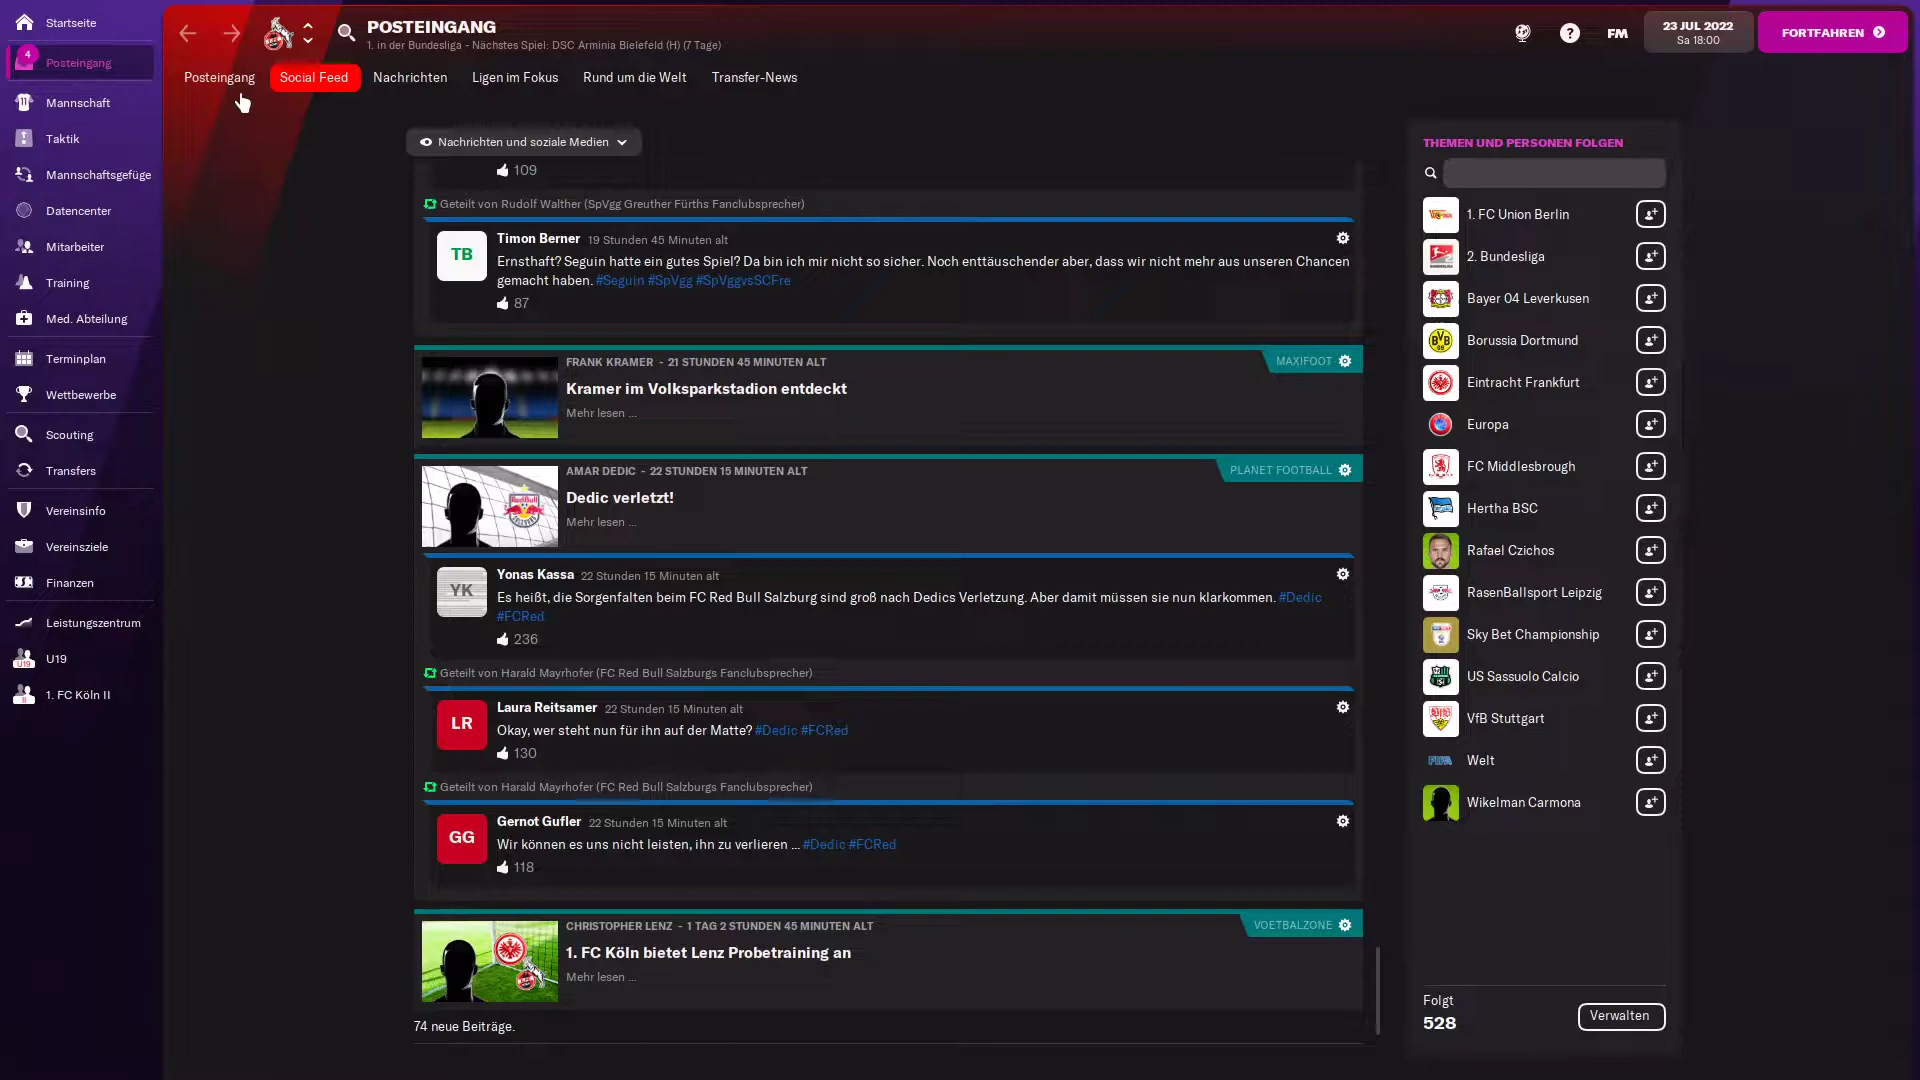 Startseite
4
Posteingang
Mannschaft
Taktik
Mannschaftsgefüge
Datencenter
Mitarbeiter
Training
Med. Abteilung
Terminplan
Wettbewerbe
Scouting
Transfers
Vereinsinfo
Vereinsziele
Finanzen
Leistungszentrum
U19
U19
1. FC Köln II
POSTEINGANG
1. in der Bundesliga - Nächstes Spiel: DSC Arminia Bielefeld (H) (7 Tage)
?
FM
23 JUL 2022
Sa 18:00
FORTFAHREN
Posteingang
Social Feed
Nachrichten
Ligen im Fokus
Rund um die Welt
Transfer-News
Nachrichten und soziale Medien
109
Geteilt von Rudolf Walther (SpVgg Greuther Fürths Fanclubsprecher)
TB
Timon Berner 19 Stunden 45 Minuten alt
Ernsthaft? Seguin hatte ein gutes Spiel? Da bin ich mir nicht so sicher. Noch enttäuschender aber, dass wir nicht mehr aus unseren Chancen
gemacht haben. #Seguin #SpVgg #SpVggvsSCFre
87
FRANK KRAMER - 21 STUNDEN 45 MINUTEN ALT
MAXIFOOT
Kramer im Volksparkstadion entdeckt
Mehr lesen ...
AMAR DEDIC - 22 STUNDEN 15 MINUTEN ALT
PLANET FOOTBALL
Dedic verletzt!
Mehr lesen ...
YK
Yonas Kassa 22 Stunden 15 Minuten alt
Es heißt, die Sorgenfalten beim FC Red Bull Salzburg sind groß nach Dedics Verletzung. Aber damit müssen sie nun klarkommen. #Dedic
#FCRed
236
Geteilt von Harald Mayrhofer (FC Red Bull Salzburgs Fanclubsprecher)
LR
Laura Reitsamer 22 Stunden 15 Minuten alt
Okay, wer steht nun für ihn auf der Matte? #Dedic #FCRed
130
Geteilt von Harald Mayrhofer (FC Red Bull Salzburgs Fanclubsprecher)
GG
Gernot Gufler 22 Stunden 15 Minuten alt
Wir können es uns nicht leisten, ihn zu verlieren ... #Dedic #FCRed
118
CHRISTOPHER LENZ - 1 TAG 2 STUNDEN 45 MINUTEN ALT
VOETBALZONE
1. FC Köln bietet Lenz Probetraining an
Mehr lesen ...
74 neue Beiträge.
THEMEN UND PERSONEN FOLGEN
1. FC Union Berlin
2. Bundesliga
Bayer 04 Leverkusen
Borussia Dortmund
Eintracht Frankfurt
Europa
FC Middlesbrough
Hertha BSC
Rafael Czichos
RasenBallsport Leipzig
Sky Bet Championship
US Sassuolo Calcio
VfB Stuttgart
FIFA
Welt
Wikelman Carmona
Folgt
528
Verwalten